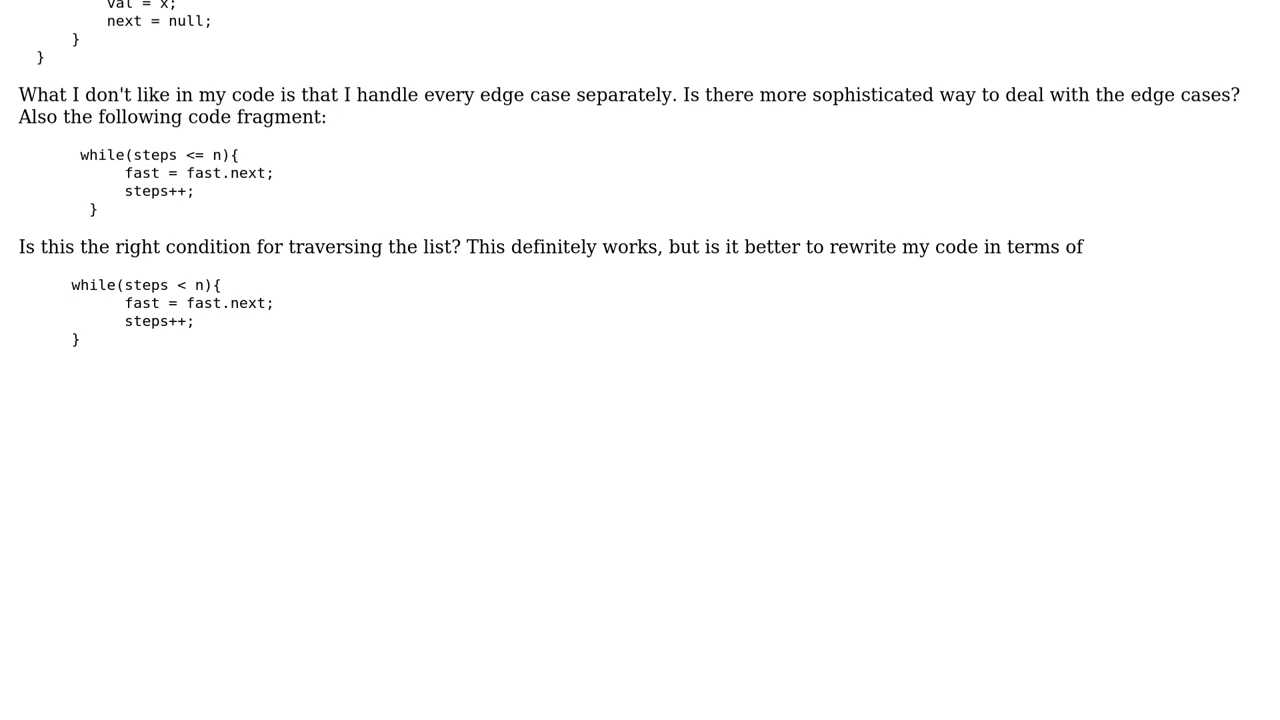 val = x;
next = null;
}
}
What I don't like in my code is that I handle every edge case separately. Is there more sophisticated way to deal with the edge cases?
Also the following code fragment:
while(steps <= n){
fast = fast.next;
steps++;
}
Is this the right condition for traversing the list? This definitely works, but is it better to rewrite my code in terms of
while(steps < n){
fast = fast.next;
steps++;
}